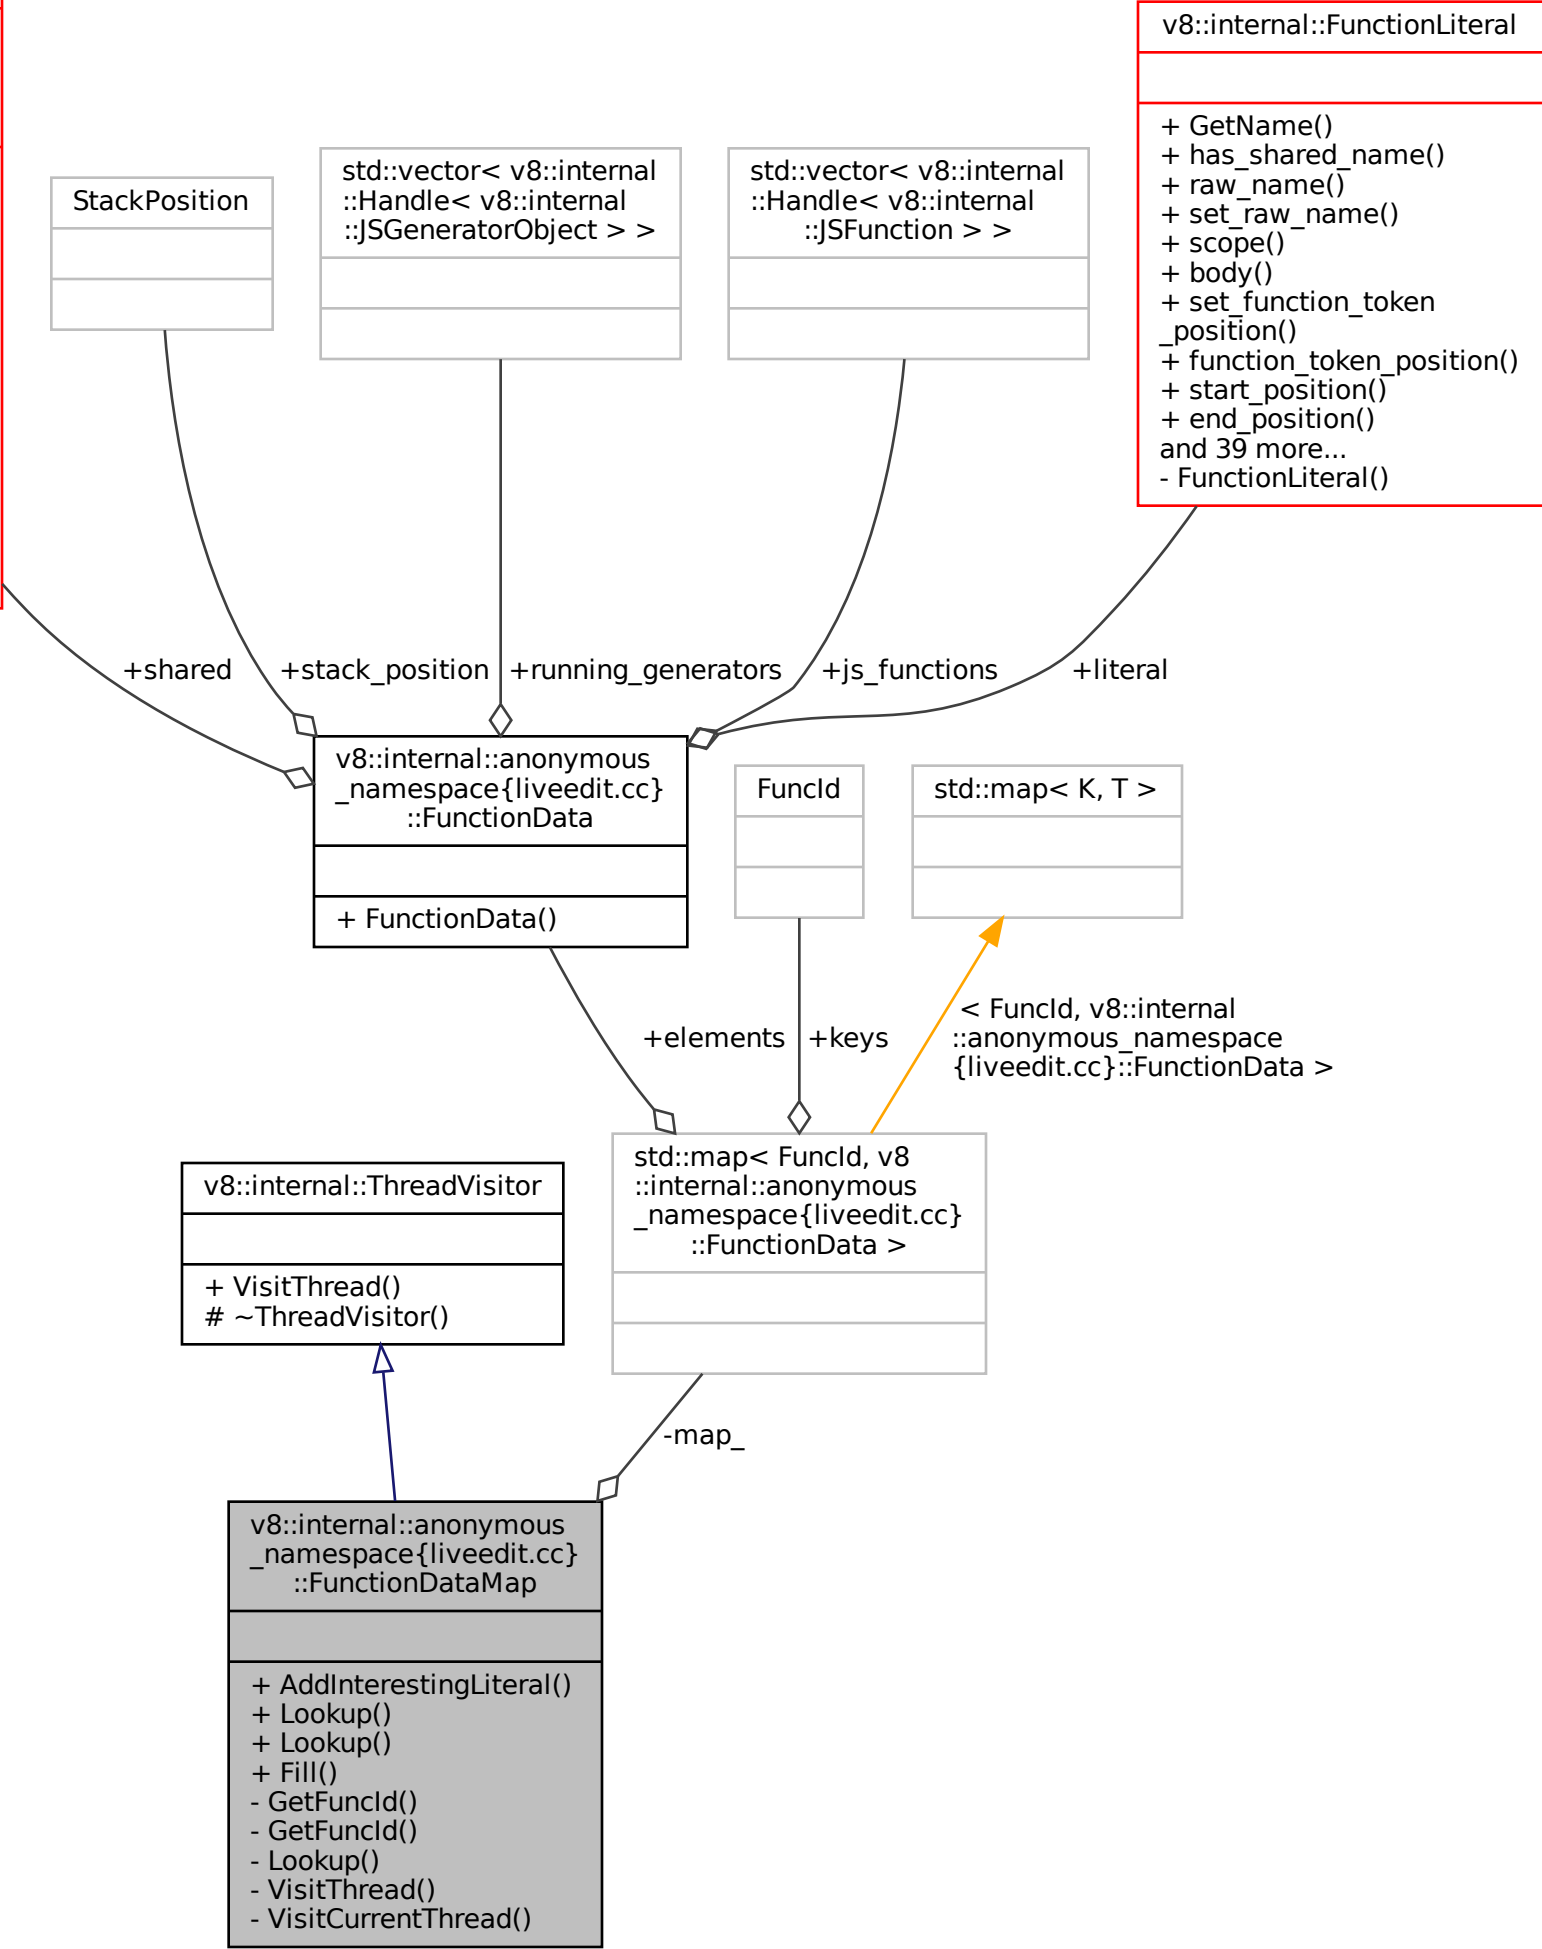 v8::internal::FunctionLiteral
+ GetName()
+ has_shared_name()
+ raw_name()
+ set_raw_name()
+ scope()
+ body()
+ set_function_token
_position()
+ function_token_position()
+ start_position()
+ end_position()
and 39 more...
- FunctionLiteral()
StackPosition
std::vector< v8::internal
::Handle< v8::internal
::JSGeneratorObject > >
std::vector< v8::internal
::Handle< v8::internal
::JSFunction > >
+shared
+stack_position
+running_generators
+js_functions
+literal
v8::internal::anonymous
_namespace{liveedit.cc}
::FunctionData
+ FunctionData()
FuncId
std::map< K, T >
+elements
+keys
< FuncId, v8::internal
::anonymous_namespace
{liveedit.cc}::FunctionData >
v8::internal::ThreadVisitor
+ VisitThread()
# ~ThreadVisitor()
std::map< FuncId, v8
::internal::anonymous
_namespace{liveedit.cc}
::FunctionData >
-map_
v8::internal::anonymous
_namespace{liveedit.cc}
::FunctionDataMap
+ AddInterestingLiteral()
+ Lookup()
+ Lookup()
+ Fill()
- GetFuncId()
- GetFuncId()
- Lookup()
- VisitThread()
- VisitCurrentThread()